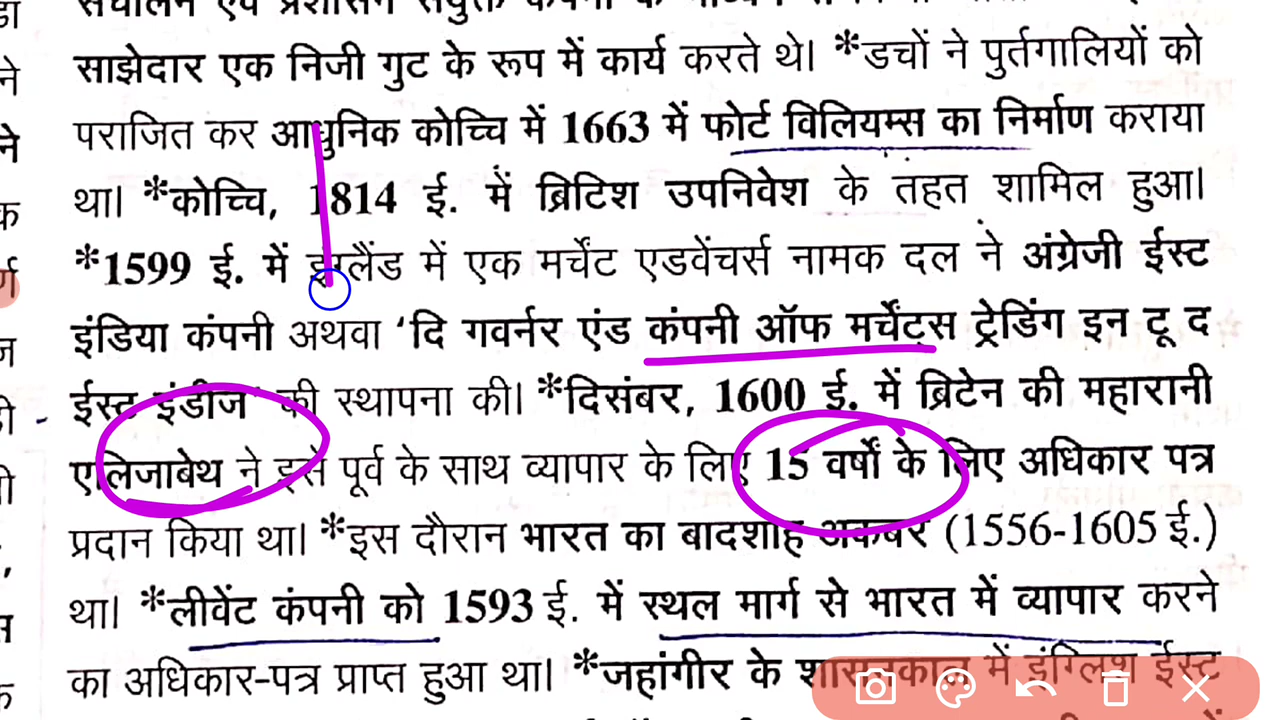 साझेदार एक निजी गुट के रूप में कार्य करते थे। *डचों ने पुर्तगालियों को
पराजित कर आधुनिक कोच्चि में 1663 में फोर्ट विलियम्स का निर्माण कराया
था। *कोच्चि, 1814 ई. में ब्रिटिश उपनिवेश के तहत शामिल हुआ।
*1599 ई. में इंग्लैंड में एक मर्चेंट एडवेंचर्स नामक दल ने अंग्रेजी ईस्ट
इंडिया कंपनी अथवा ‘दि गवर्नर एंड कंपनी ऑफ मर्चेंट्स ट्रेडिंग इन टू द
ईस्ट इंडीज’ की स्थापना की। *दिसंबर, 1600 ई. में ब्रिटेन की महारानी
एलिजाबेथ ने इसे पूर्व के साथ व्यापार के लिए 15 वर्षों के लिए अधिकार पत्र
प्रदान किया था। *इस दौरान भारत का बादशाह अकबर (1556-1605 ई.)
था। *लीवेंट कंपनी को 1593 ई. में स्थल मार्ग से भारत में व्यापार करने
का अधिकार-पत्र प्राप्त हुआ था। *जहांगीर के शासनकाल में इंग्लिश ईस्ट